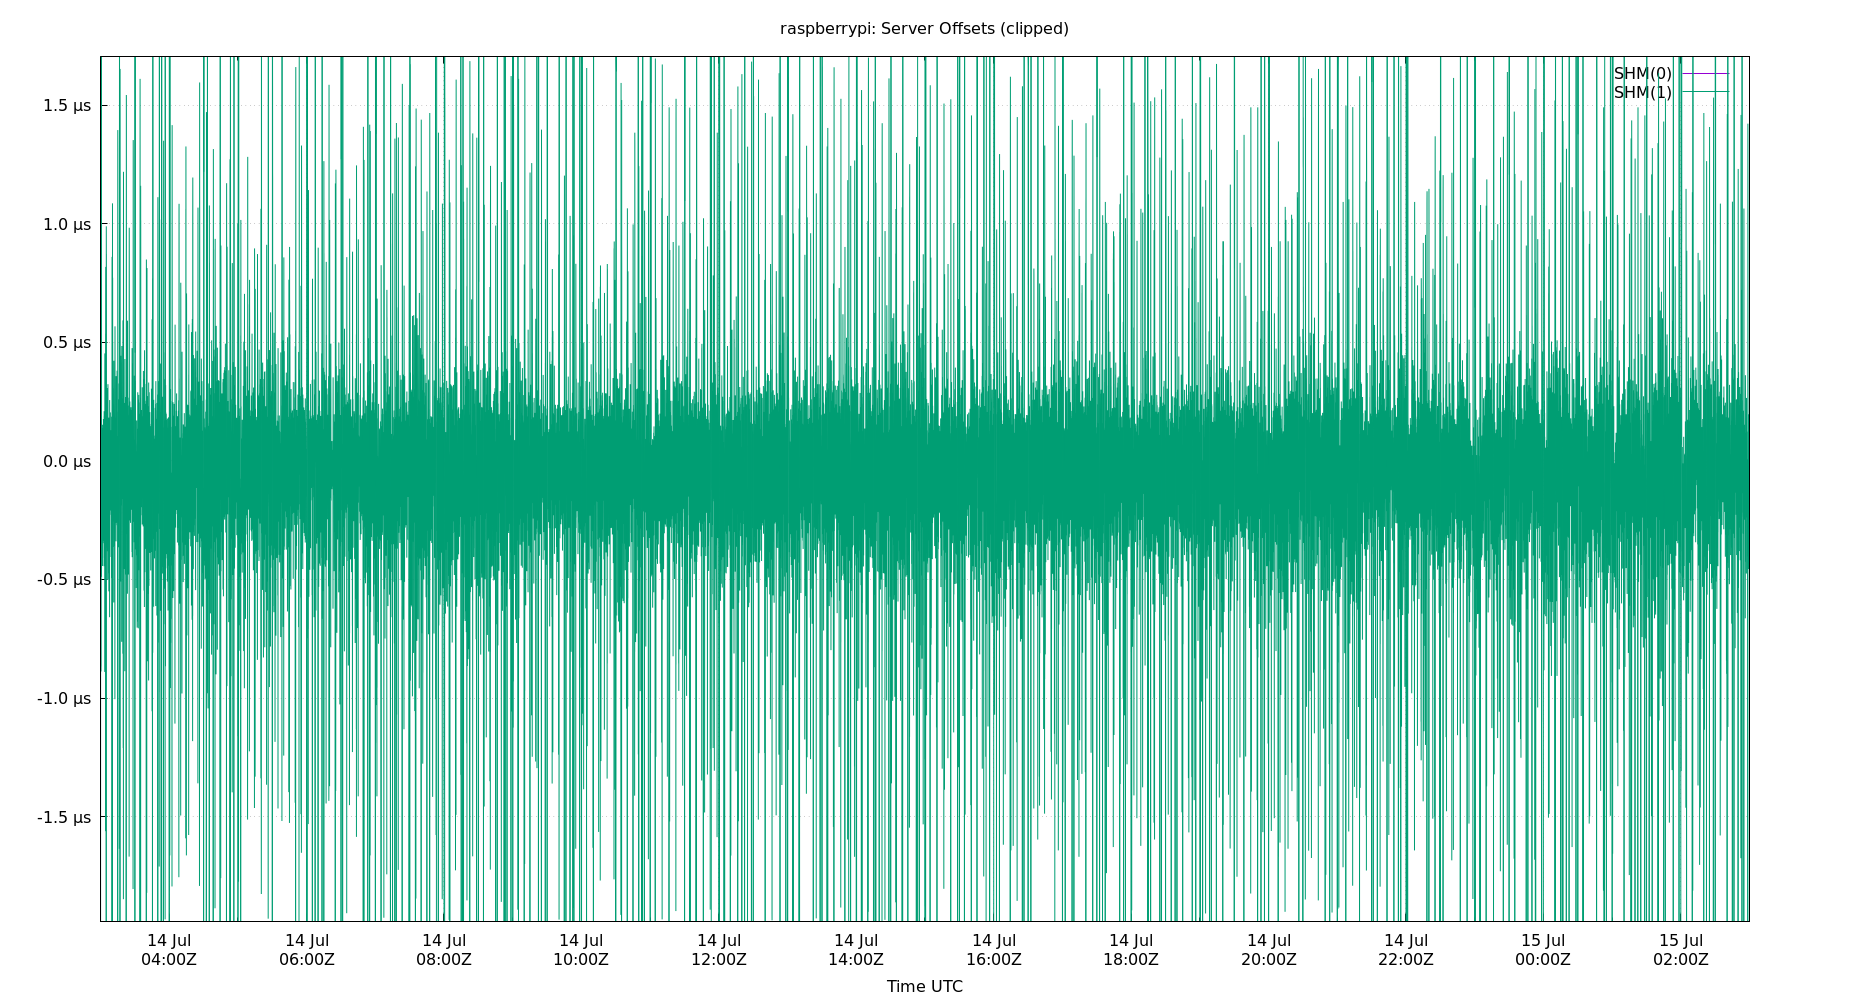 raspberrypi: Server Offsets (clipped)
SHM(0)
SHM(1)
1.5 µs
1.0 µs
0.5 µs
0.0 µs
-0.5 µs
-1.0 µs
-1.5 µs
14 Jul 14 Jul 14 Jul 14 Jul 14 Jul 14 Jul 14 Jul 14 Jul 14 Jul 14 Jul 15 Jul 15 Jul
04:00Z 06:00Z 08:00Z 10:00Z 12:00Z 14:00Z 16:00Z 18:00Z 20:00Z 22:00Z 00:00Z 02:00Z
Time UTC